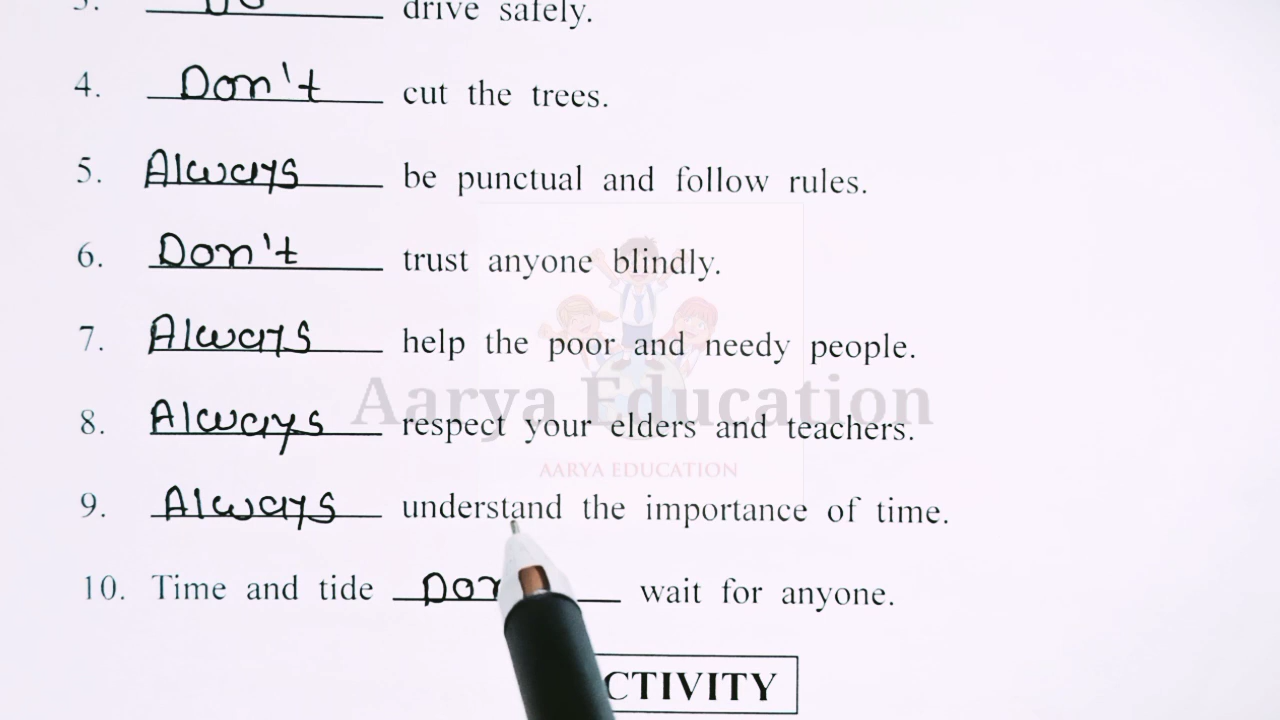 drive safely.
4. Don't cut the trees.
5. Always be punctual and follow rules.
6. Don't trust anyone blindly.
7. Always help the poor and needy people.
Aarya Education
8. Always respect your elders and teachers.
AARYA EDUCATION
9. Always understand the importance of time.
10. Time and tide wait for anyone.